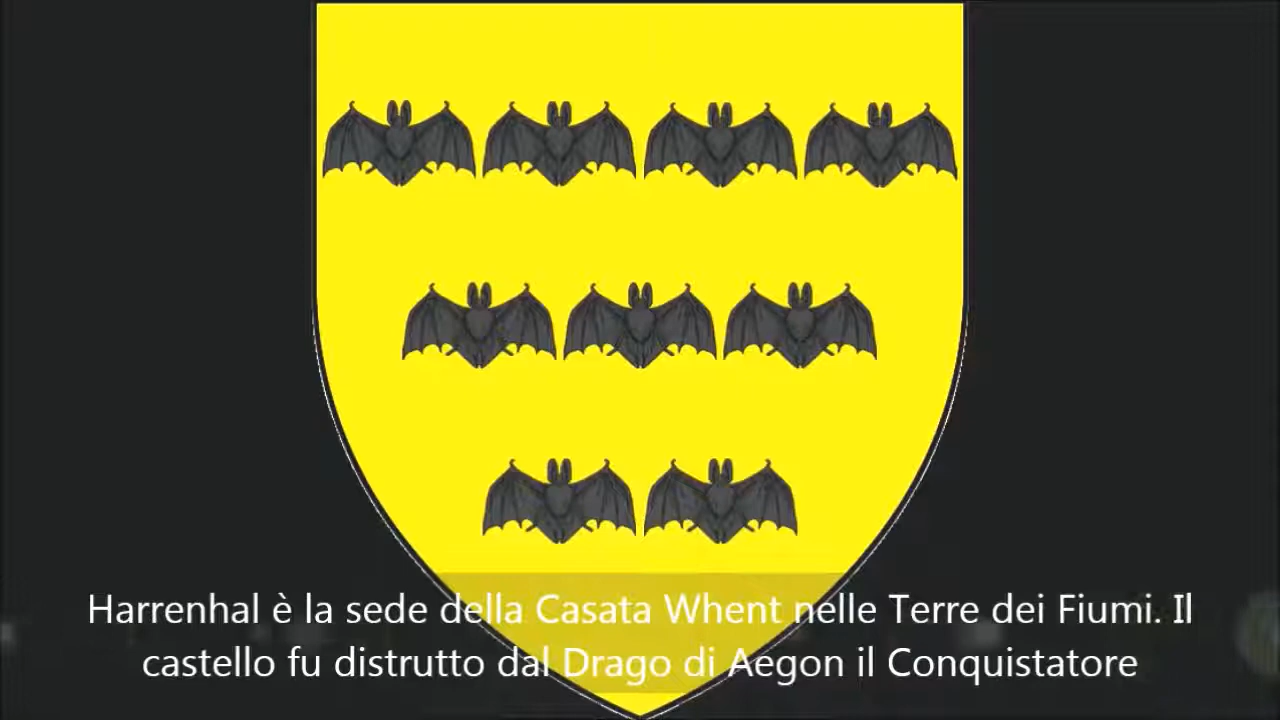 Harrenhal è la sede della Casata Whent nelle Terre dei Fiumi. Il
castello fu distrutto dal Drago di Aegon il Conquistatore